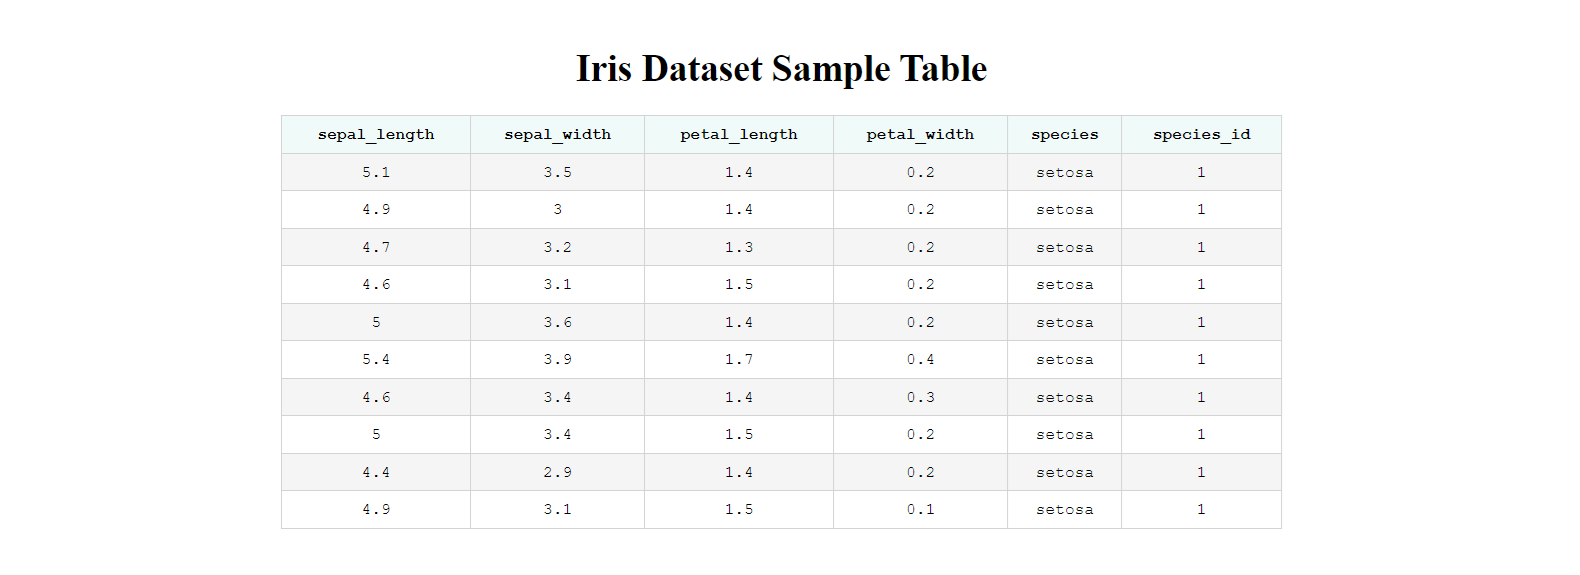 Iris Dataset Sample Table
sepal_length sepal_width petal_length petal_width species species_id
5.1 3.5 1.4 0.2 setosa 1
4.9 3 1.4 0.2 setosa 1
4.7 3.2 1.3 0.2 setosa 1
4.6 3.1 1.5 0.2 setosa 1
5 3.6 1.4 0.2 setosa 1
5.4 3.9 1.7 0.4 setosa 1
4.6 3.4 1.4 0.3 setosa 1
5 3.4 1.5 0.2 setosa 1
4.4 2.9 1.4 0.2 setosa 1
4.9 3.1 1.5 0.1 setosa 1